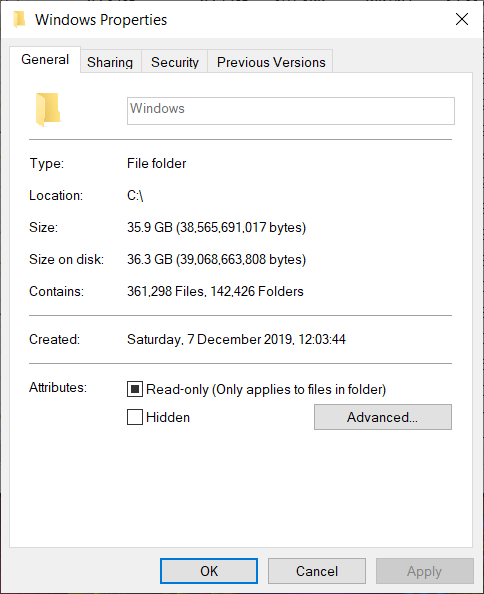 Windows Properties
General Sharing Security Previous Versions
Windows
Type: File folder
Location: C:\
Size: 35.9 GB (38,565,691,017 bytes)
Size on disk: 36.3 GB (39,068,663,808 bytes)
Contains: 361,298 Files, 142,426 Folders
Created: Saturday, 7 December 2019, 12:03:44
Attributes: Read-only (Only applies to files in folder)
Hidden Advanced...
OK Cancel Apply